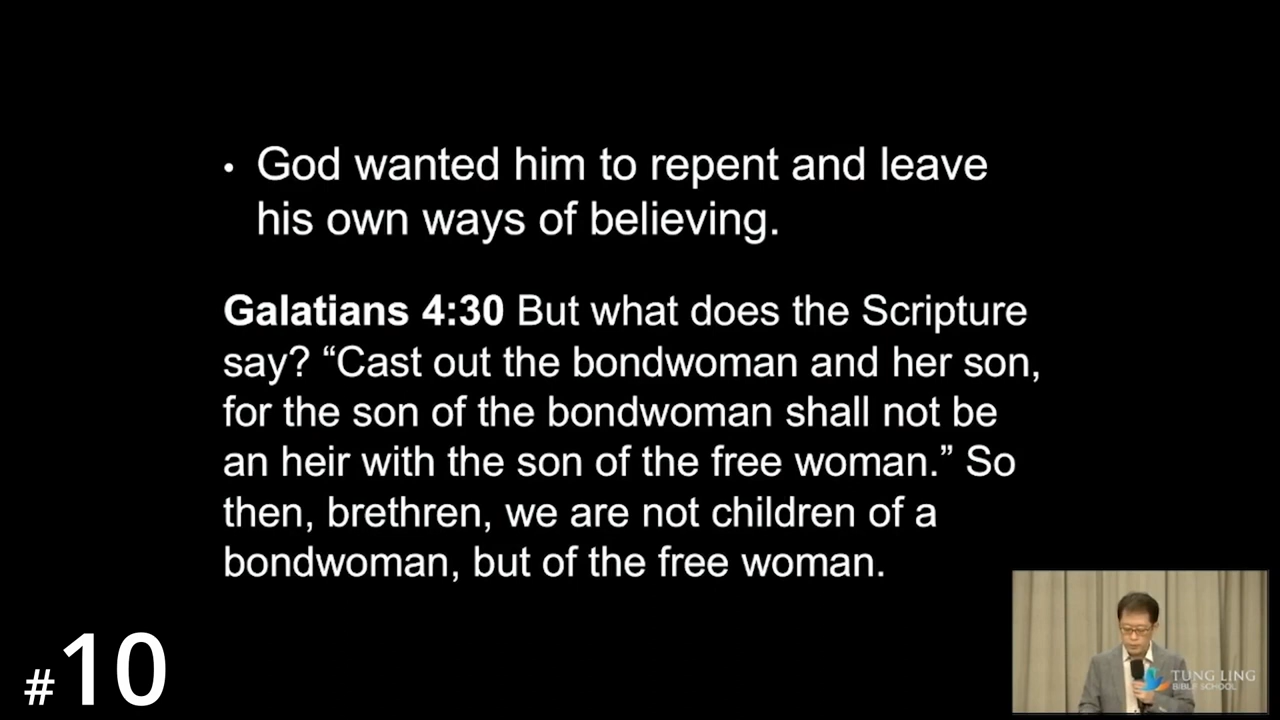 • God wanted him to repent and leave
his own ways of believing.
Galatians 4:30 But what does the Scripture
say? “Cast out the bondwoman and her son,
for the son of the bondwoman shall not be
an heir with the son of the free woman.” So
then, brethren, we are not children of a
bondwoman, but of the free woman.
#10
TUNG LING
BIBLE SCHOOL